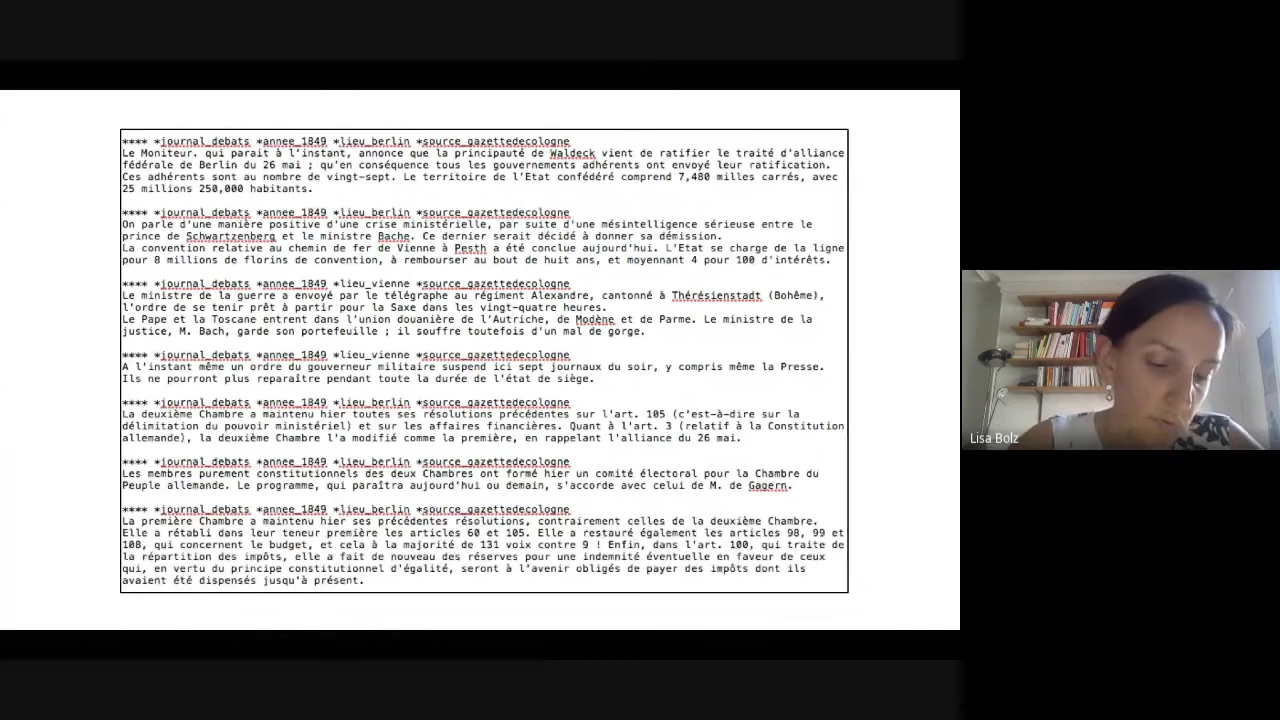 **** *journal_debats *annee_1849 *lieu_berlin *source_gazettedecologne
Le Moniteur. qui parait à l'instant, annonce que la principauté de Waldeck vient de ratifier le traité d'alliance
fédérale de Berlin du 26 mai ; qu'en conséquence tous les gouvernements adhérents ont envoyé leur ratification.
Ces adhérents sont au nombre de vingt-sept. Le territoire de l'Etat confédéré comprend 7,480 milles carrés, avec
25 millions 250,000 habitants.
**** *journal_debats *annee_1849 *lieu_berlin *source_gazettedecologne
On parle d'une manière positive d'une crise ministérielle, par suite d'une mésintelligence sérieuse entre le
prince de Schwartzenberg et le ministre Bache. Ce dernier serait décidé à donner sa démission.
La convention relative au chemin de fer de Vienne à Pesth a été conclue aujourd'hui. L'Etat se charge de la ligne
pour 8 millions de florins de convention, à rembourser au bout de huit ans, et moyennant 4 pour 100 d'intérêts.
**** *journal_debats *annee_1849 *lieu_vienne *source_gazettedecologne
Le ministre de la guerre a envoyé par le télégraphe au régiment Alexandre, cantonné à Thérésienstadt (Bohême),
l'ordre de se tenir prêt à partir pour la Saxe dans les vingt-quatre heures.
Le Pape et la Toscane entrent dans l'union douanière de l'Autriche, de Modène et de Parme. Le ministre de la
justice, M. Bach, garde son portefeuille ; il souffre toutefois d'un mal de gorge.
**** *journal_debats *annee_1849 *lieu_vienne *source_gazettedecologne
A l'instant même un ordre du gouverneur militaire suspend ici sept journaux du soir, y compris même la Presse.
Ils ne pourront plus reparaître pendant toute la durée de l'état de siège.
**** *journal_debats *annee_1849 *lieu_berlin *source_gazettedecologne
La deuxième Chambre a maintenu hier toutes ses résolutions précédentes sur l'art. 105 (c'est-à-dire sur la
délimitation du pouvoir ministériel) et sur les affaires financières. Quant à l'art. 3 (relatif à la Constitution
allemande), la deuxième Chambre l'a modifié comme la première, en rappelant l'alliance du 26 mai.
**** *journal_debats *annee_1849 *lieu_berlin *source_gazettedecologne
Les membres purement constitutionnels des deux Chambres ont formé hier un comité électoral pour la Chambre du
Peuple allemande. Le programme, qui paraîtra aujourd'hui ou demain, s'accorde avec celui de M. de Gagern.
**** *journal_debats *annee_1849 *lieu_berlin *source_gazettedecologne
La première Chambre a maintenu hier ses précédentes résolutions, contrairement celles de la deuxième Chambre.
Elle a rétabli dans leur teneur première les articles 60 et 105. Elle a restauré également les articles 98, 99 et
108, qui concernent le budget, et cela à la majorité de 131 voix contre 9 ! Enfin, dans l'art. 100, qui traite de
la répartition des impôts, elle a fait de nouveau des réserves pour une indemnité éventuelle en faveur de ceux
qui, en vertu du principe constitutionnel d'égalité, seront à l'avenir obligés de payer des impôts dont ils
avaient été dispensés jusqu'à présent.
Lisa Bolz